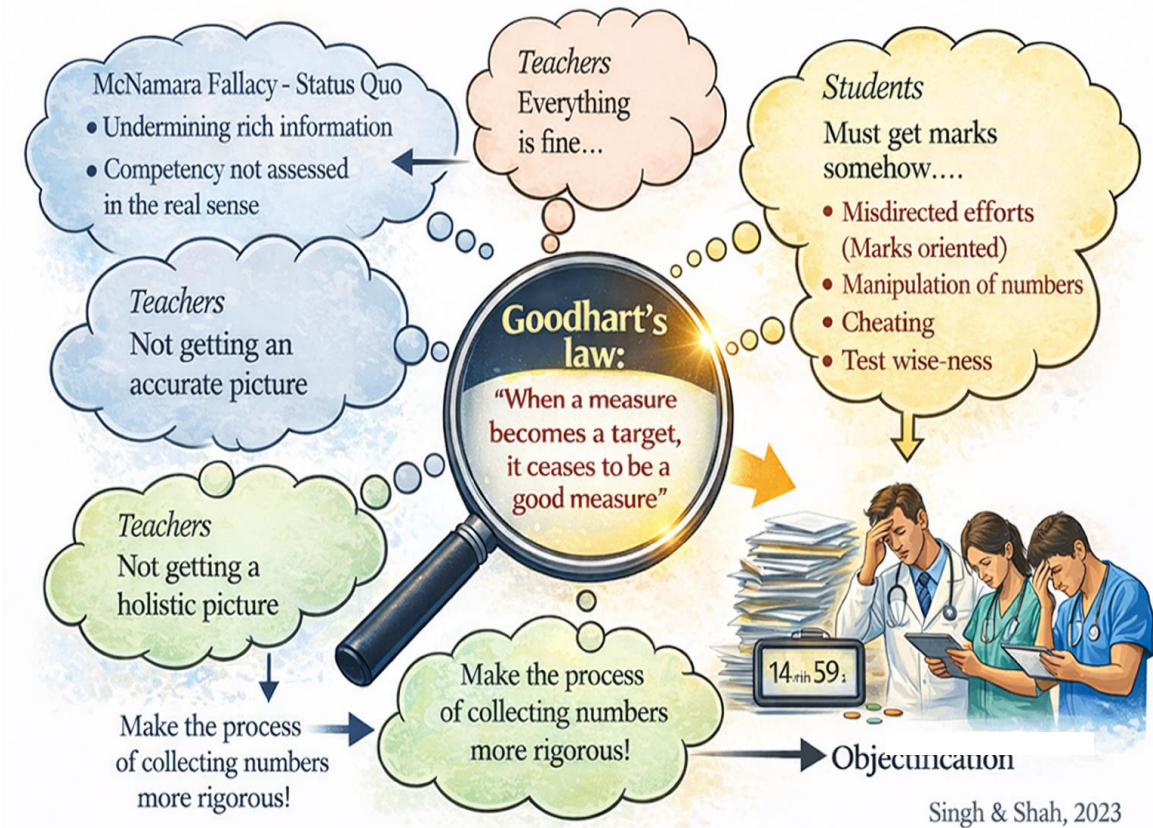 McNamara Fallacy - Status Quo
• Undermining rich information
• Competency not assessed
in the real sense
Teachers
Everything
is fine...
Students
Must get marks
somehow....
• Misdirected efforts
(Marks oriented)
• Manipulation of numbers
• Cheating
• Test wise-ness
Teachers
Not getting an
accurate picture
Goodhart's
law:
“When a measure
becomes a target,
it ceases to be a
good measure”
Teachers
Not getting a
holistic picture
Make the process
of collecting numbers
more rigorous!
Make the process
of collecting numbers
more rigorous!
14 59
Objectification
Singh & Shah, 2023